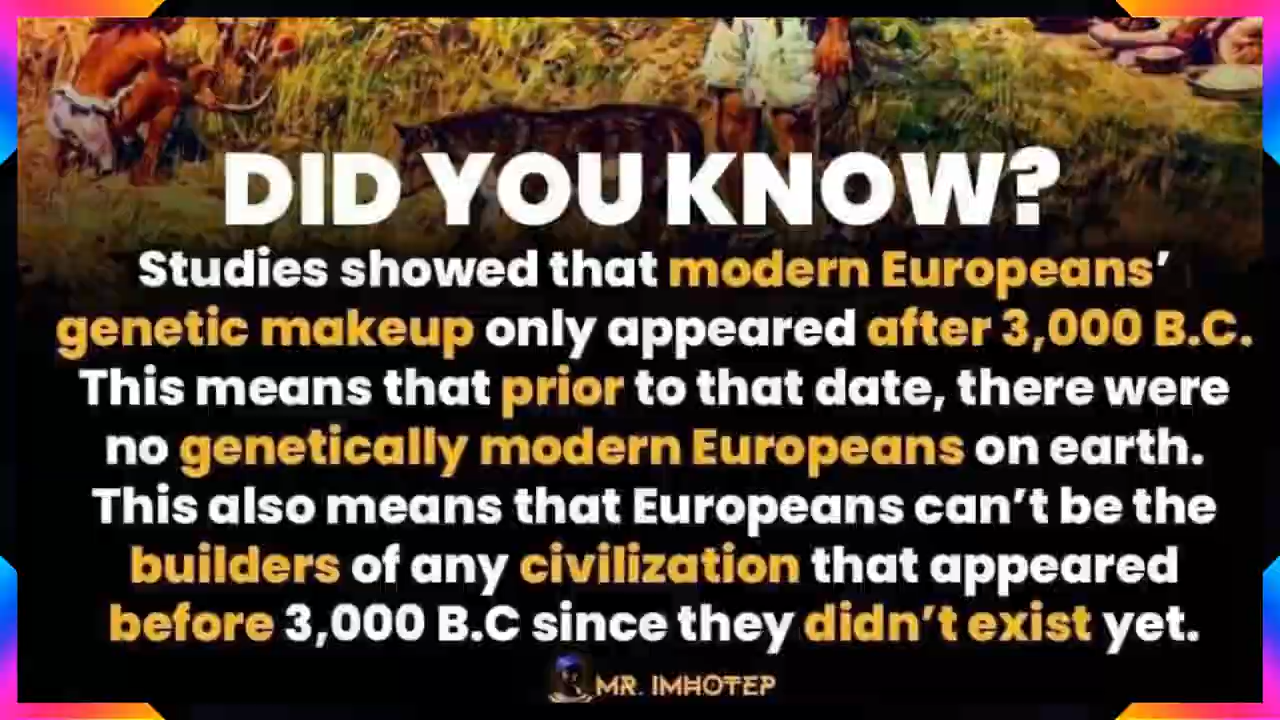 DID YOU KNOW?
Studies showed that modern Europeans’
genetic makeup only appeared after 3,000 B.C.
This means that prior to that date, there were
no genetically modern Europeans on earth.
This also means that Europeans can’t be the
builders of any civilization that appeared
before 3,000 B.C since they didn’t exist yet.
MR. IMHOTEP